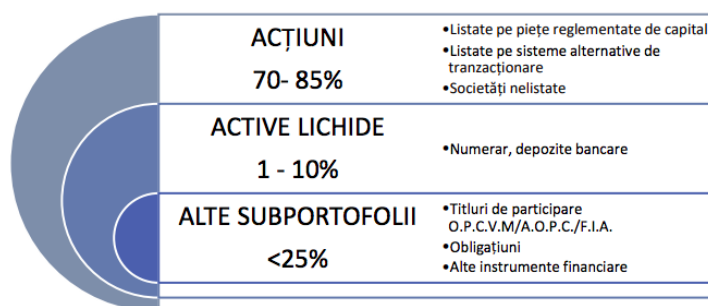 ACȚIUNI
70- 85%
•Listate pe piețe reglementate de capital
•Listate pe sisteme alternative de
tranzacționare
•Societăți nelistate
ACTIVE LICHIDE
1 - 10%
•Numerar, depozite bancare
ALTE SUBPORTOFOLII
<25%
•Titluri de participare
O.P.C.V.M/A.O.P.C./F.I.A.
•Obligațiuni
•Alte instrumente financiare